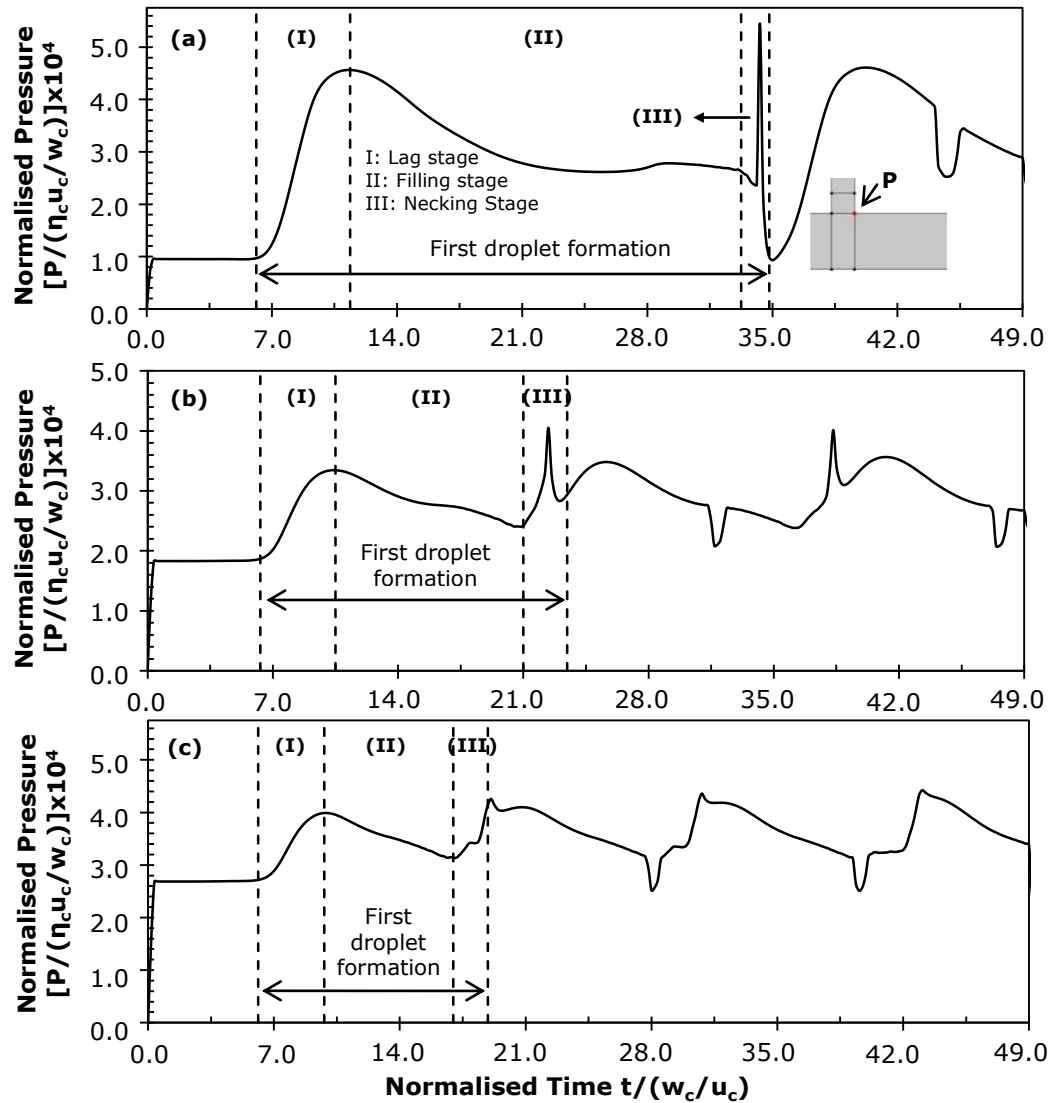 (a)
(I)
(II)
(III)
I: Lag stage
II: Filling stage
III: Necking Stage
P
First droplet formation
Normalised Pressure
[P/(ηcuc/wc)]x10⁴
5.0
4.0
3.0
2.0
1.0
0.0
0.0 7.0 14.0 21.0 28.0 35.0 42.0 49.0
(b)
(I)
(II)
(III)
First droplet
formation
Normalised Pressure
[P/(ηcuc/wc)]x10⁴
5.0
4.0
3.0
2.0
1.0
0.0
0.0 7.0 14.0 21.0 28.0 35.0 42.0 49.0
(c)
(I)
(II)
(III)
First
droplet
formation
Normalised Pressure
[P/(ηcuc/wc)]x10⁴
5.0
4.0
3.0
2.0
1.0
0.0
0.0 7.0 14.0 21.0 28.0 35.0 42.0 49.0
Normalised Time t/(wc/uc)